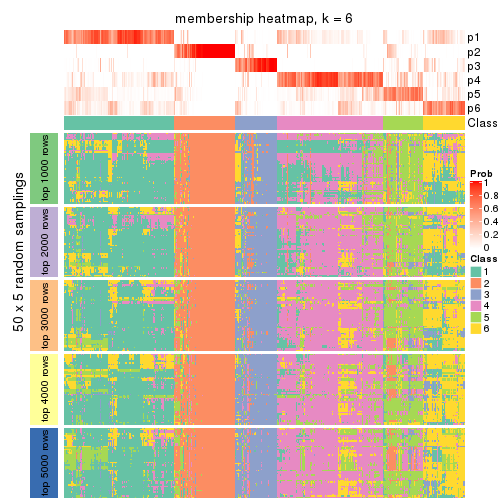 membership heatmap, k = 6
p1
p2
p3
p4
p5
p6
Class
50 x 5 random samplings
top 1000 rows
top 2000 rows
top 3000 rows
top 4000 rows
top 5000 rows
Prob
1
0.8
0.6
0.4
0.2
0
Class
1
2
3
4
5
6